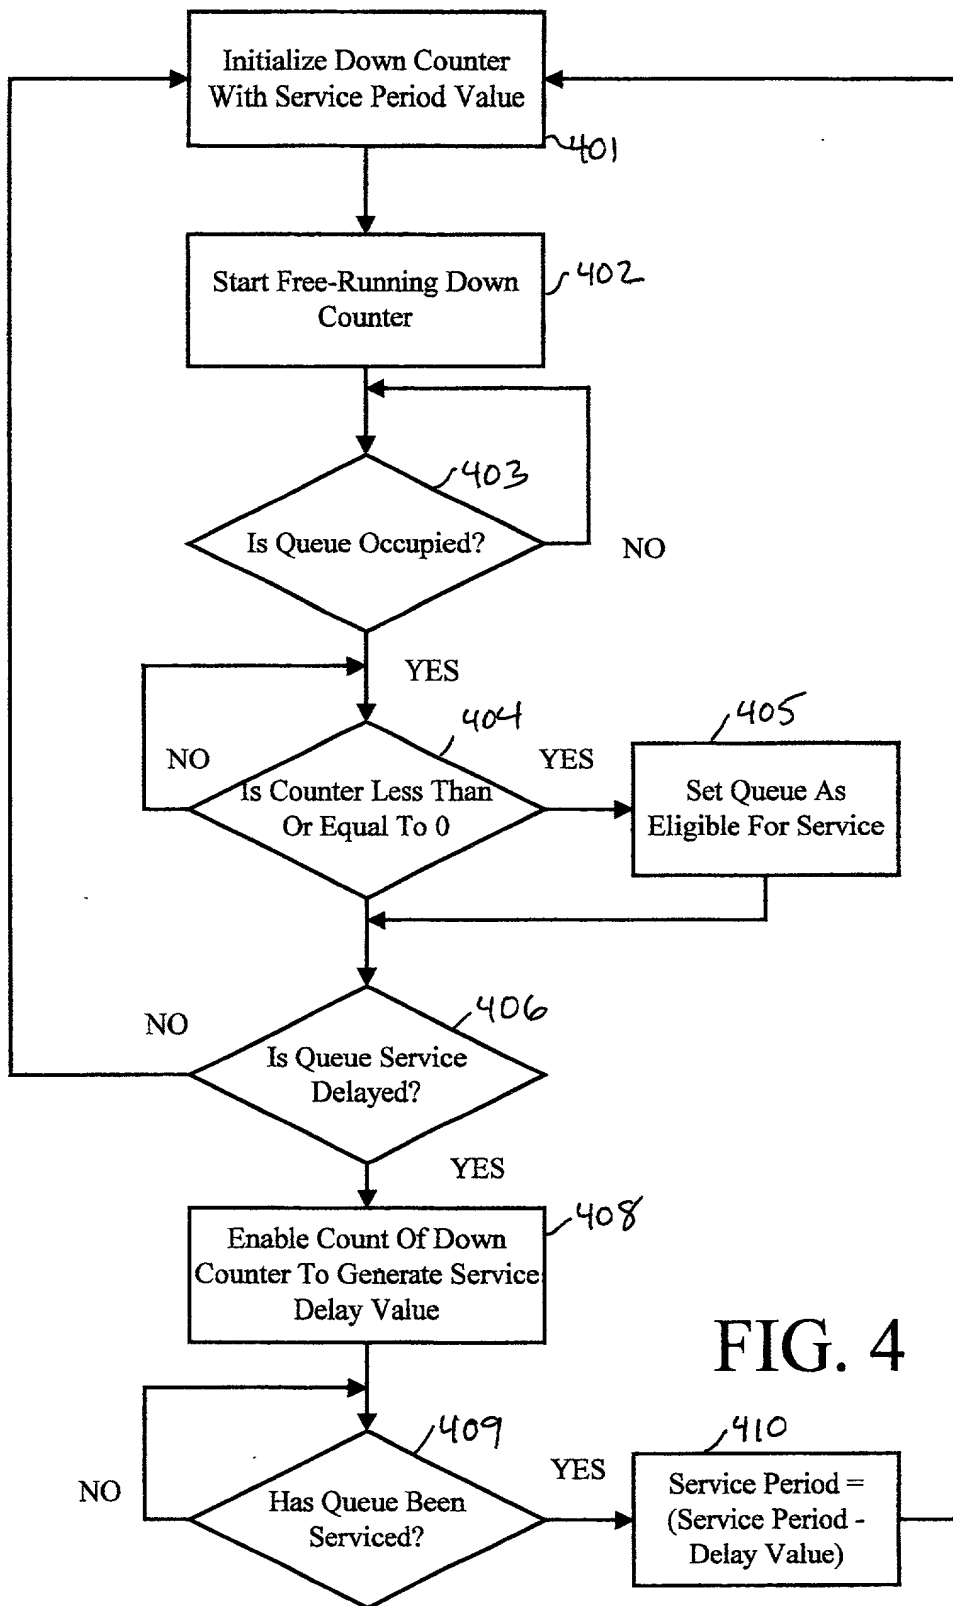 Initialize Down Counter
With Service Period Value
401
Start Free-Running Down
Counter
402
403
Is Queue Occupied?
NO
YES
404
405
NO
YES
Is Counter Less Than
Or Equal To 0
Set Queue As
Eligible For Service
406
NO
Is Queue Service
Delayed?
YES
408
Enable Count Of Down
Counter To Generate Service
Delay Value
FIG. 4
409
410
NO
YES
Has Queue Been
Serviced?
Service Period =
(Service Period -
Delay Value)